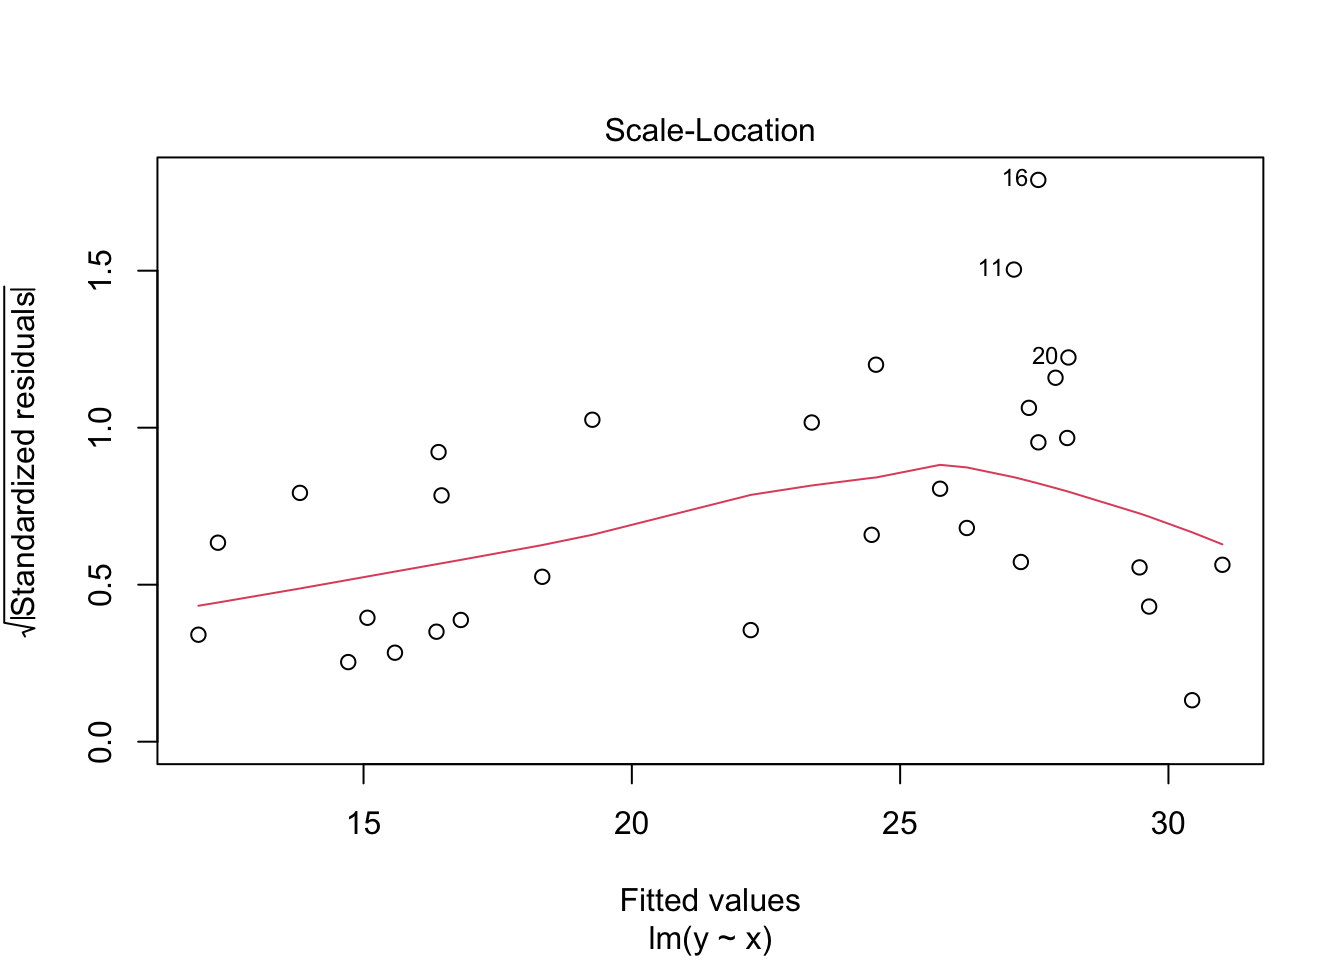 Scale-Location
√|Standardized residuals|
1.5
1.0
0.5
0.0
16
11
20
15 20 25 30
Fitted values
lm(y ~ x)